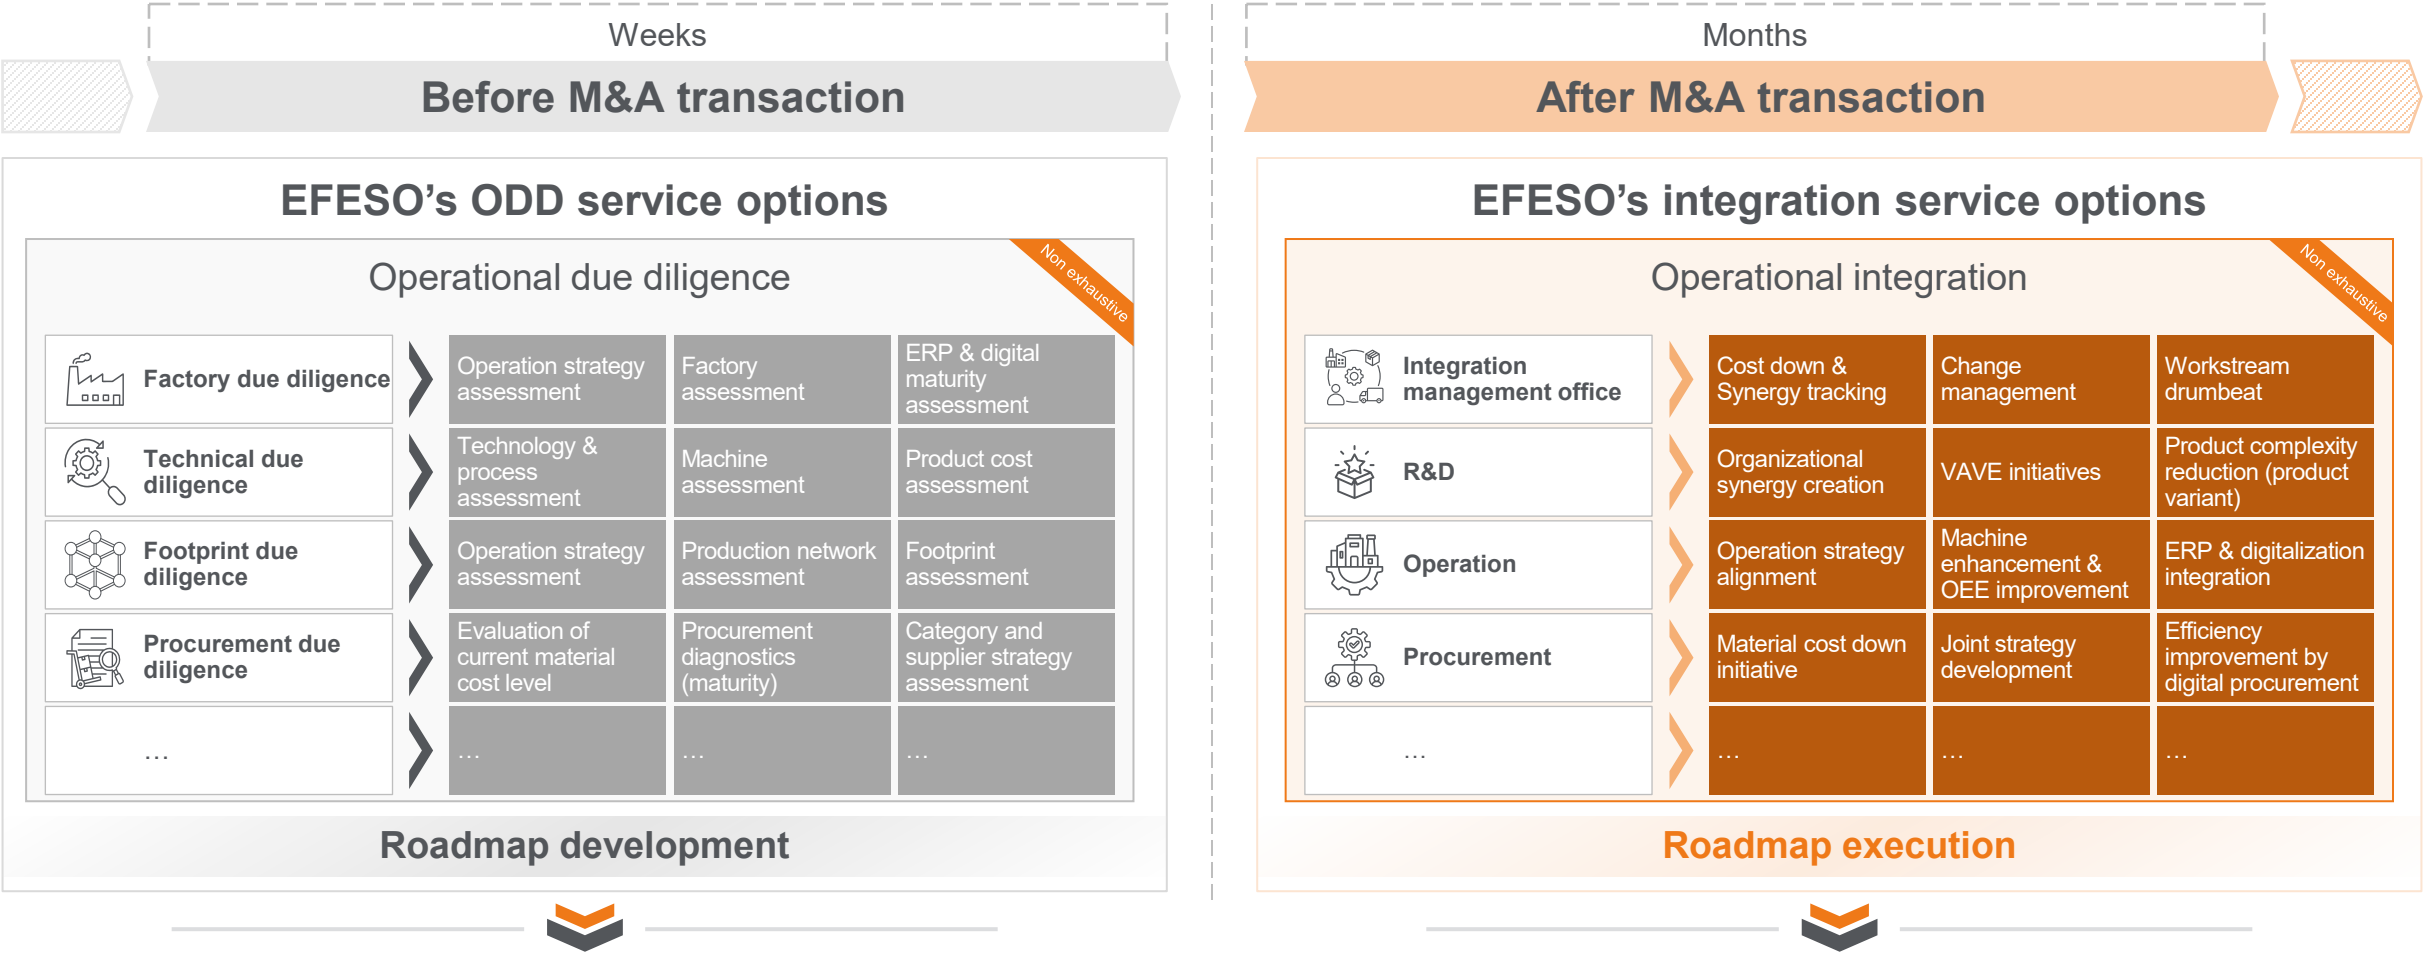 Weeks
Before M&A transaction
EFESO’s ODD service options
Operational due diligence
Non exhaustive
Factory due diligence
Operation strategy
assessment
Factory
assessment
ERP & digital
maturity
assessment
Technical due
diligence
Technology &
process
assessment
Machine
assessment
Product cost
assessment
Footprint due
diligence
Operation strategy
assessment
Production network
assessment
Footprint
assessment
Procurement due
diligence
Evaluation of
current material
cost level
Procurement
diagnostics
(maturity)
Category and
supplier strategy
assessment
…
…
…
…
Roadmap development
Months
After M&A transaction
EFESO’s integration service options
Operational integration
Non exhaustive
Integration
management office
Cost down &
Synergy tracking
Change
management
Workstream
drumbeat
R&D
Organizational
synergy creation
VAVE initiatives
Product complexity
reduction (product
variant)
Operation
Operation strategy
alignment
Machine
enhancement &
OEE improvement
ERP & digitalization
integration
Procurement
Material cost down
initiative
Joint strategy
development
Efficiency
improvement by
digital procurement
…
…
…
…
Roadmap execution